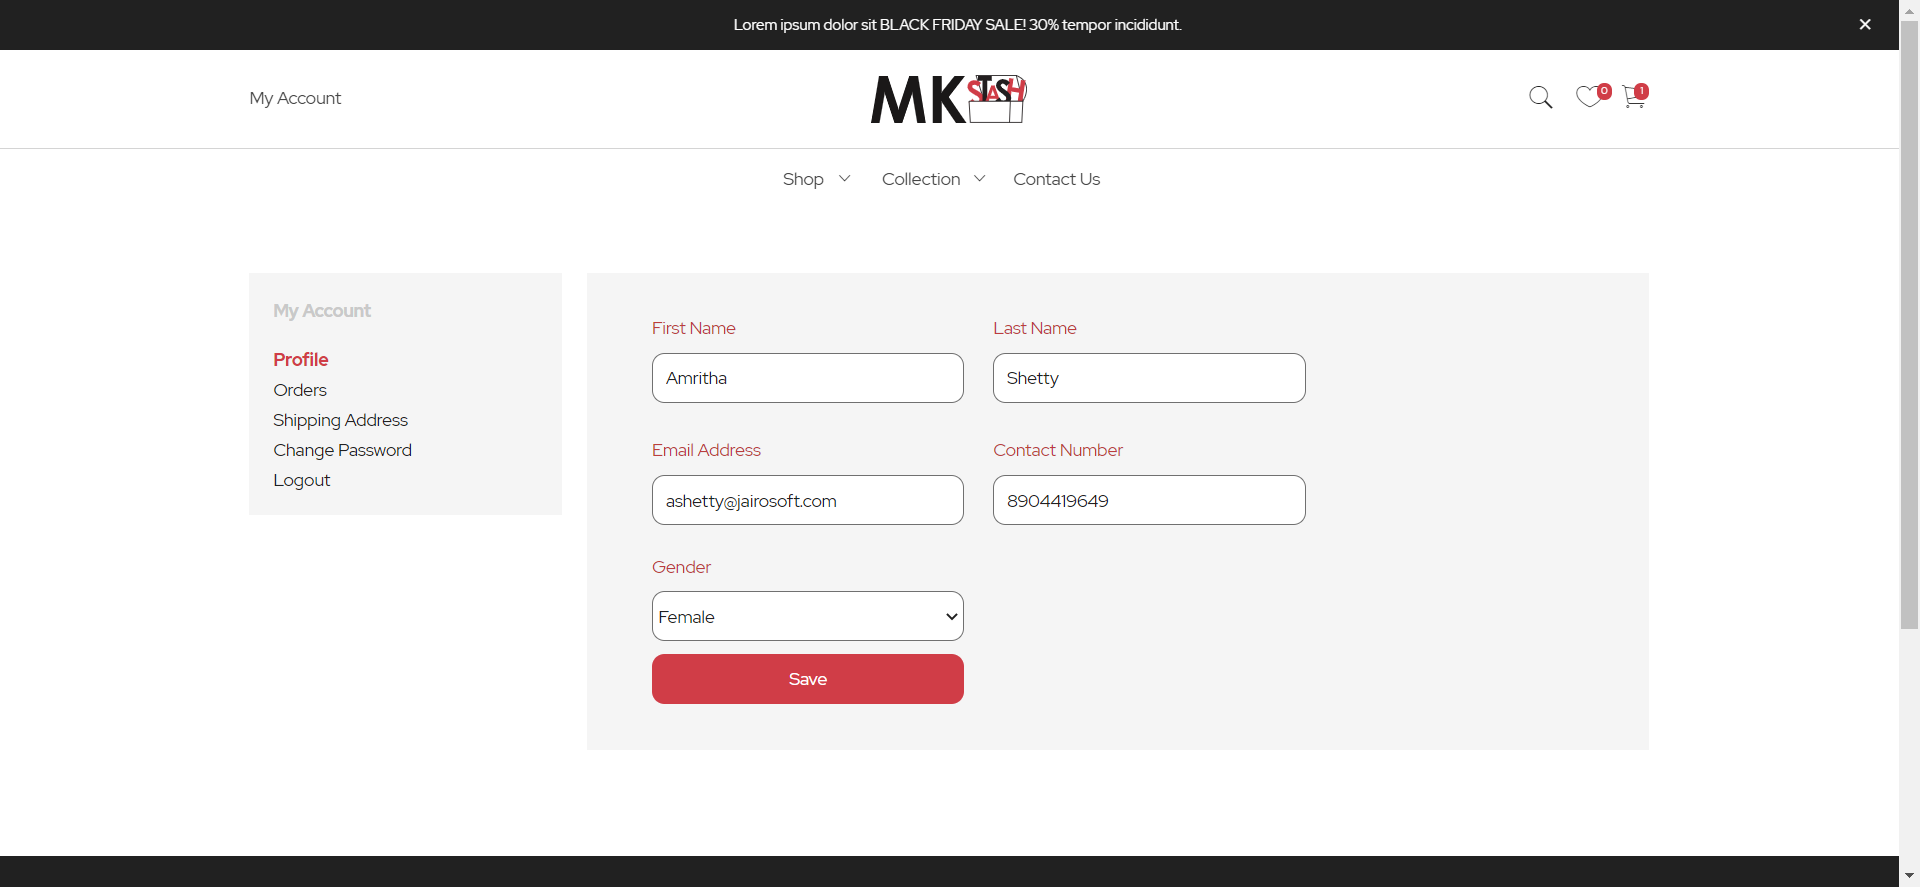 Lorem ipsum dolor sit BLACK FRIDAY SALE! 30% tempor incididunt.
My Account
MK STASH
0
1
Shop
Collection
Contact Us
My Account
Profile
Orders
Shipping Address
Change Password
Logout
First Name
Last Name
Amritha
Shetty
Email Address
Contact Number
ashetty@jairosoft.com
8904419649
Gender
Female
Save